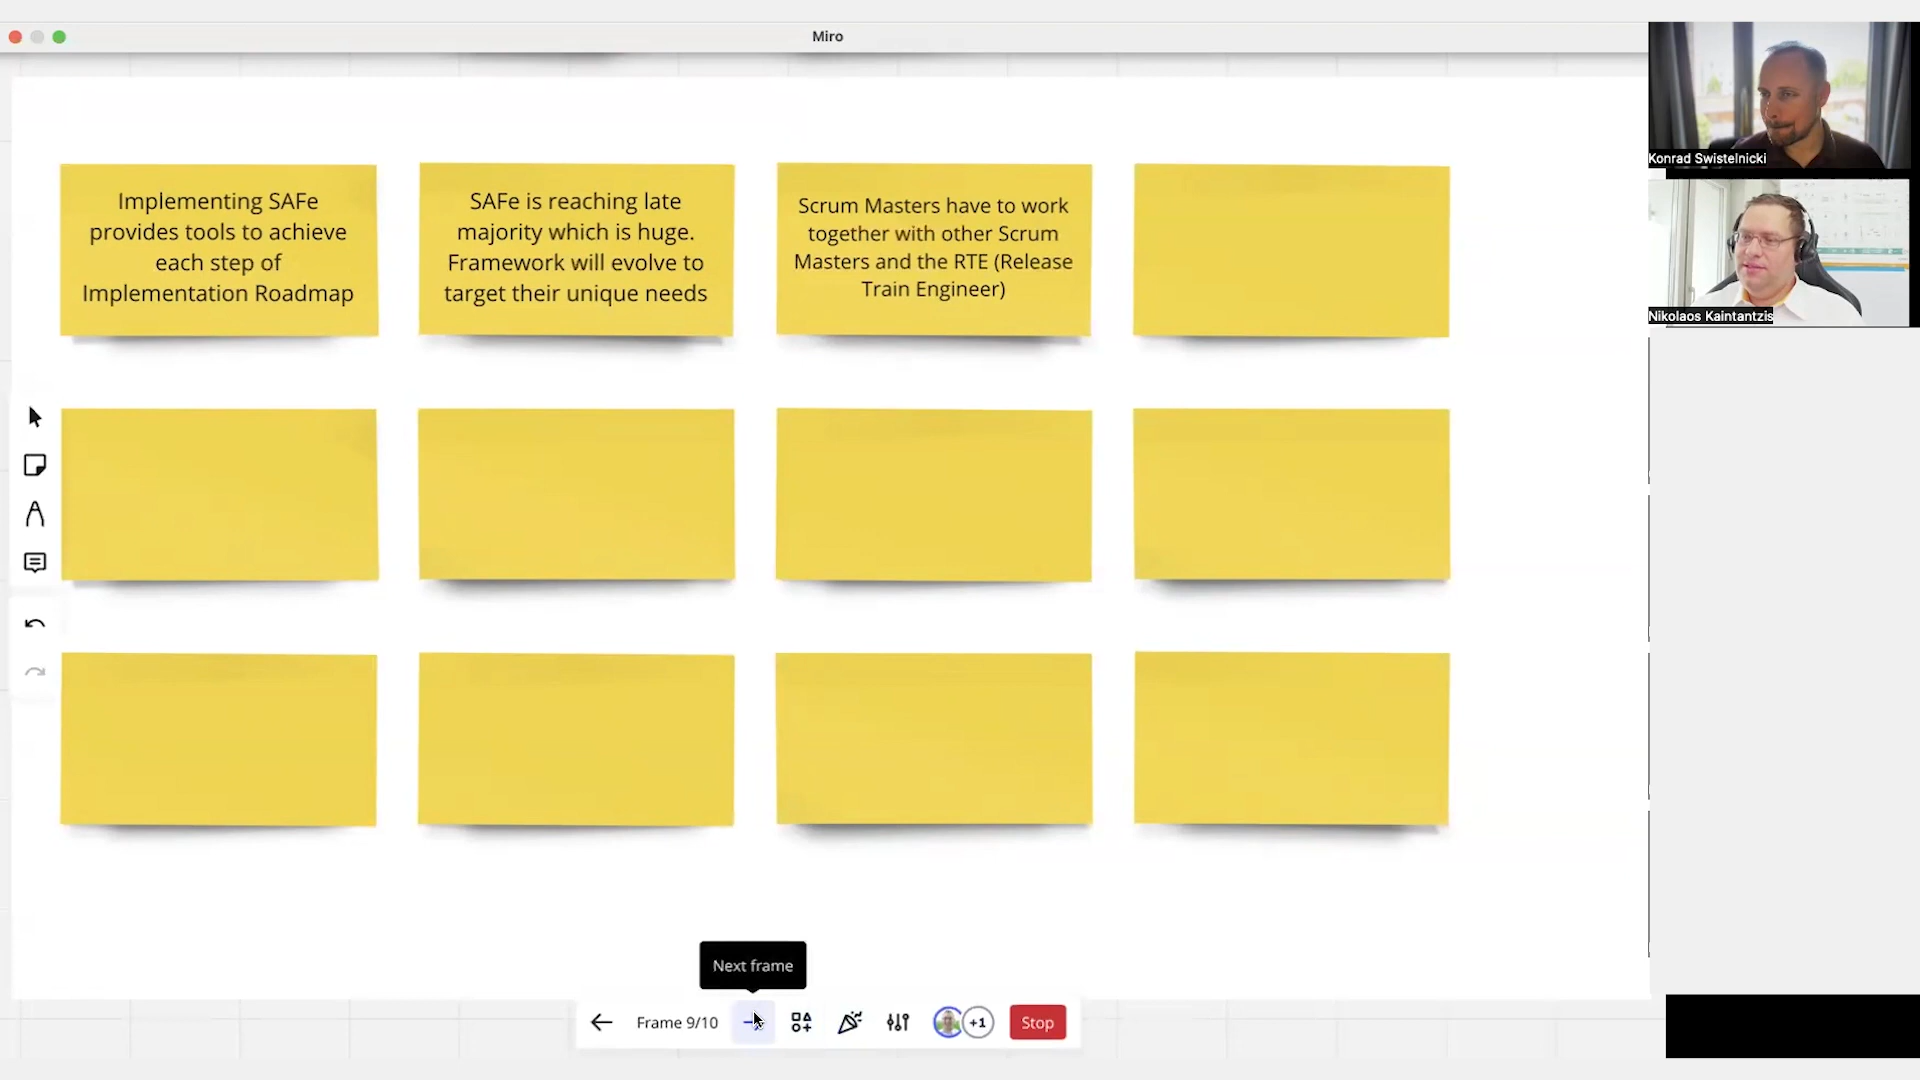 Miro
Implementing SAFe
provides tools to achieve
each step of
Implementation Roadmap
SAFe is reaching late
majority which is huge.
Framework will evolve to
target their unique needs
Scrum Masters have to work
together with other Scrum
Masters and the RTE (Release
Train Engineer)
Konrad Swistelnicki
Nikolaos Kaintantzis
Next frame
Frame 9/10
+1
Stop